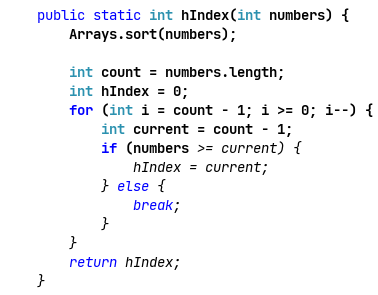 public static int hIndex(int numbers) {
Arrays.sort(numbers);
int count = numbers.length;
int hIndex = 0;
for (int i = count - 1; i >= 0; i--) {
int current = count - 1;
if (numbers >= current) {
hIndex = current;
} else {
break;
}
}
return hIndex;
}